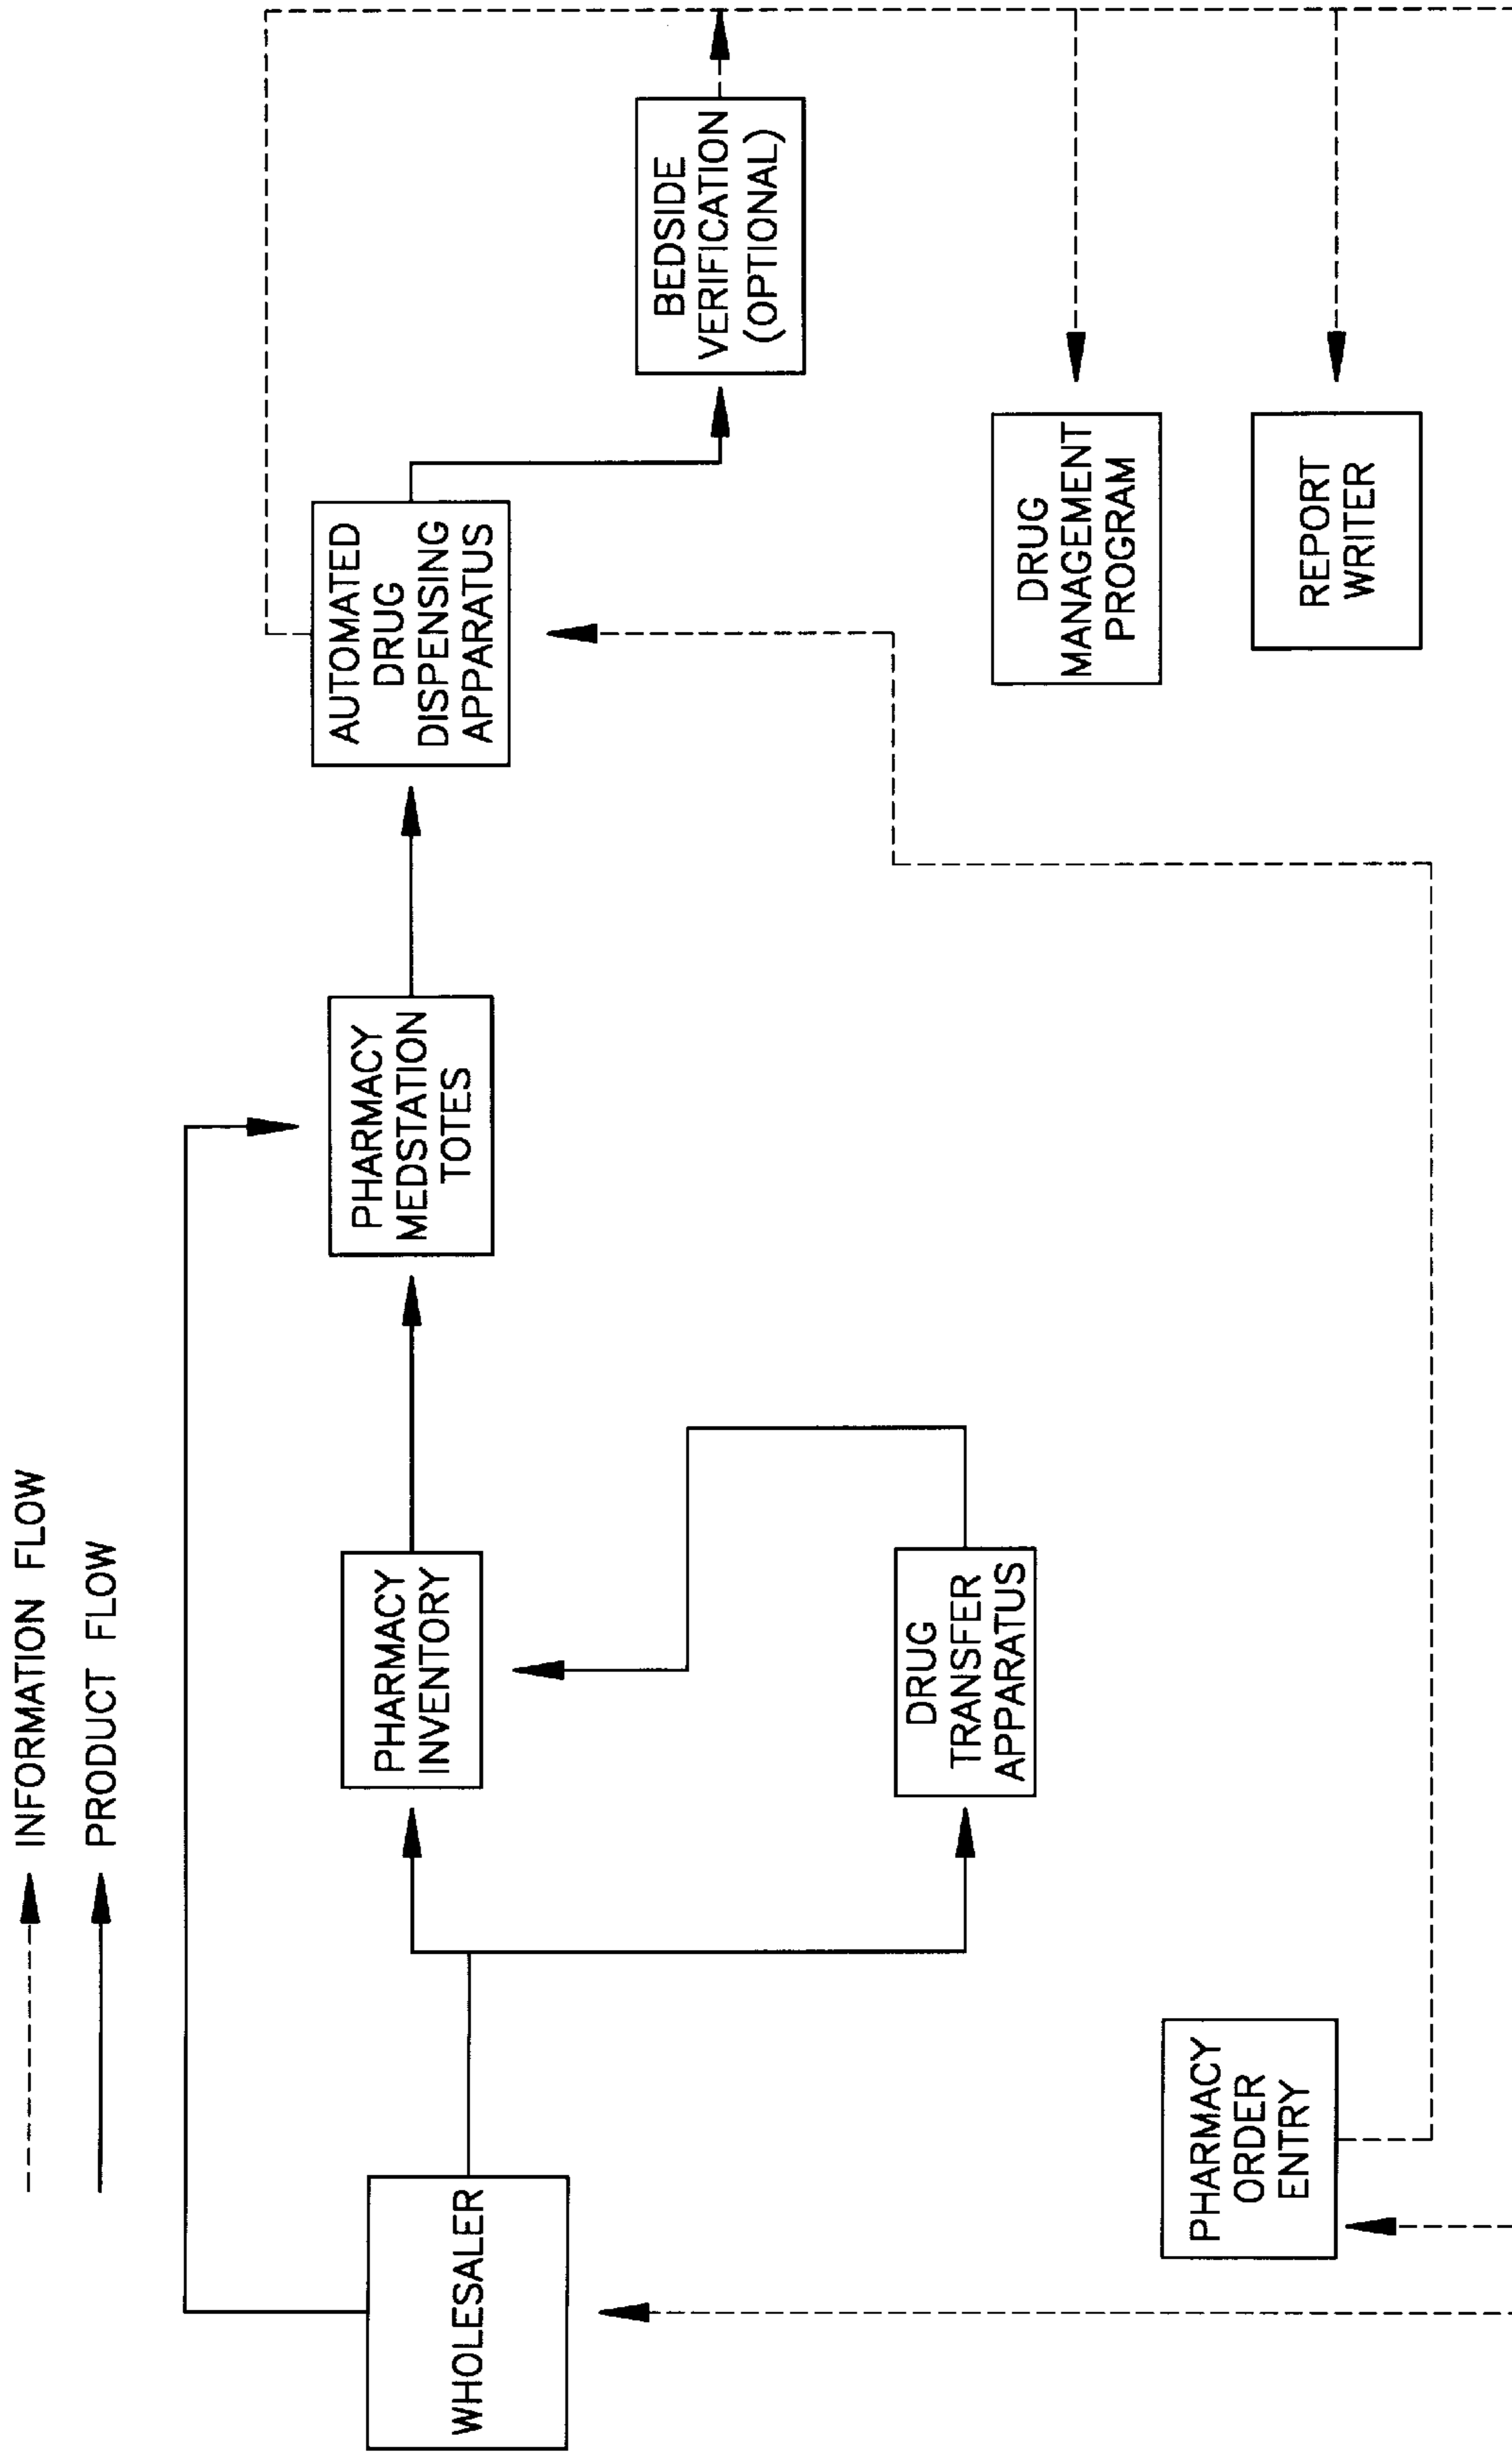 INFORMATION FLOW
PRODUCT FLOW
WHOLESALER
PHARMACY
INVENTORY
DRUG
TRANSFER
APPARATUS
PHARMACY
MEDSTATION
TOTES
AUTOMATED
DRUG
DISPENSING
APPARATUS
BEDSIDE
VERIFICATION
(OPTIONAL)
DRUG
MANAGEMENT
PROGRAM
REPORT
WRITER
PHARMACY
ORDER
ENTRY